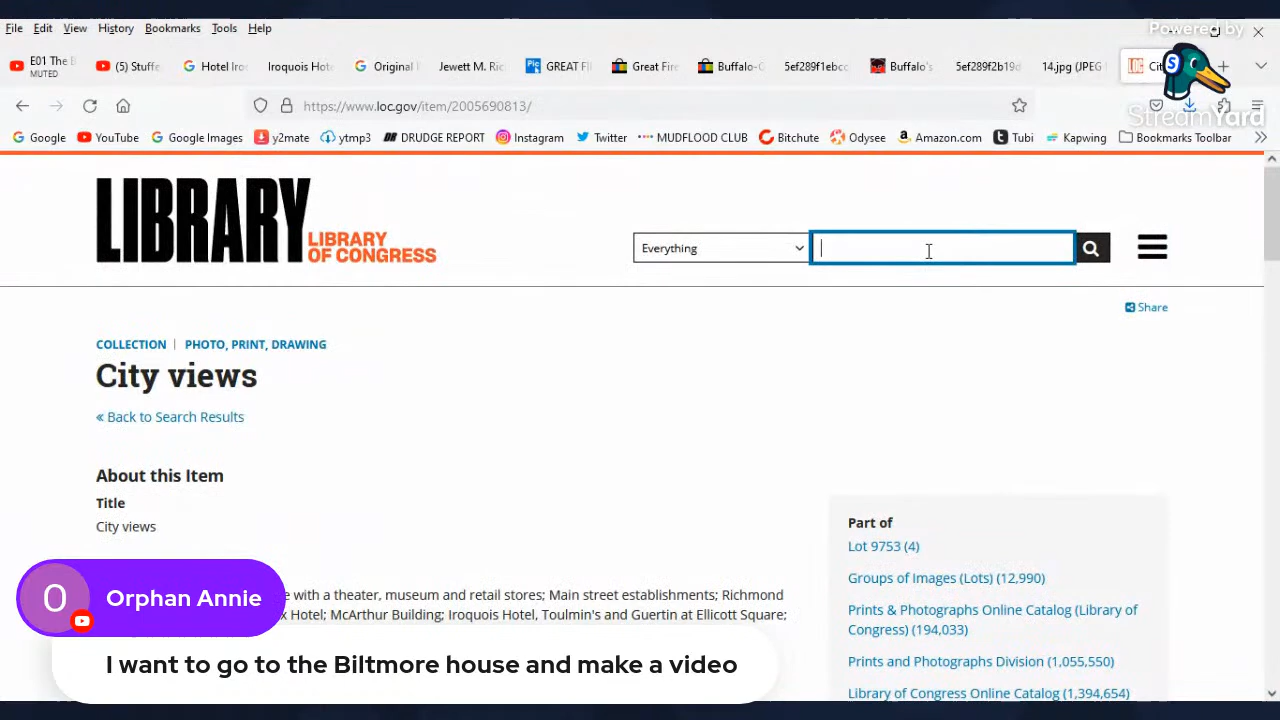 Powered by
StreamYard
File Edit View History Bookmarks Tools Help
E01 The B
MUTED
(5) Stuffe
Hotel Iro
Iroquois Hote
Original
Jewett M. Ric
GREAT FI
Great Fire
Buffalo-C
5ef289f1ebcc
Buffalo's
5ef289f2b19d
14.jpg (JPEG
Cit
https://www.loc.gov/item/2005690813/
Google YouTube Google Images y2mate ytmp3 DRUDGE REPORT Instagram Twitter MUDFLOOD CLUB Bitchute Odysee Amazon.com Tubi Kapwing Bookmarks Toolbar
LIBRARY
LIBRARY
OF CONGRESS
Everything
Share
COLLECTION | PHOTO, PRINT, DRAWING
City views
« Back to Search Results
About this Item
Title
City views
with a theater, museum and retail stores; Main street establishments; Richmond
Hotel; McArthur Building; Iroquois Hotel, Toulmin's and Guertin at Ellicott Square;
Part of
Lot 9753 (4)
Groups of Images (Lots) (12,990)
Prints & Photographs Online Catalog (Library of
Congress) (194,033)
Prints and Photographs Division (1,055,550)
Library of Congress Online Catalog (1,394,654)
O
Orphan Annie
I want to go to the Biltmore house and make a video